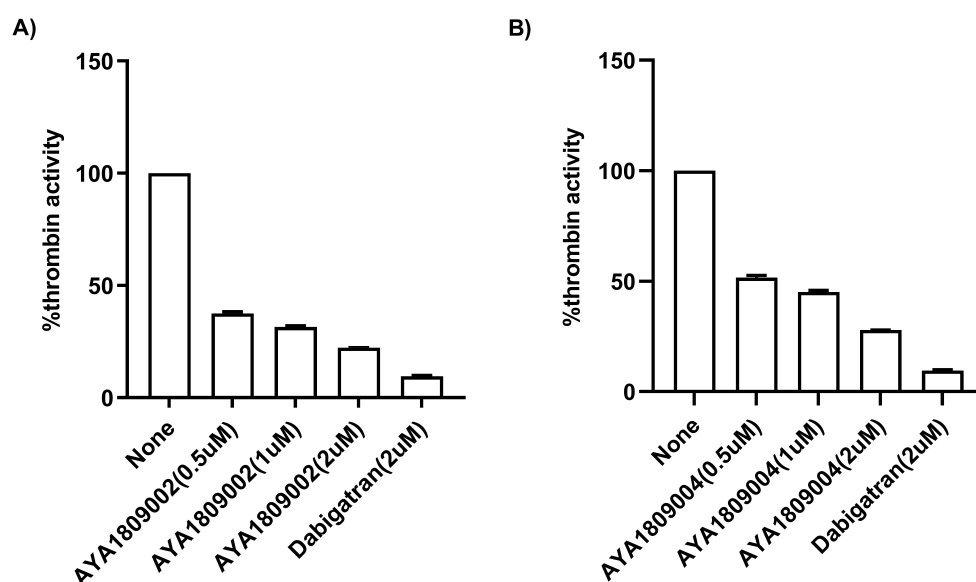 A)
%thrombin activity
150
100
50
0
None
AYA1809002(0.5uM)
AYA1809002(1uM)
AYA1809002(2uM)
Dabigatran(2uM)
B)
%thrombin activity
150
100
50
0
None
AYA1809004(0.5uM)
AYA1809004(1uM)
AYA1809004(2uM)
Dabigatran(2uM)